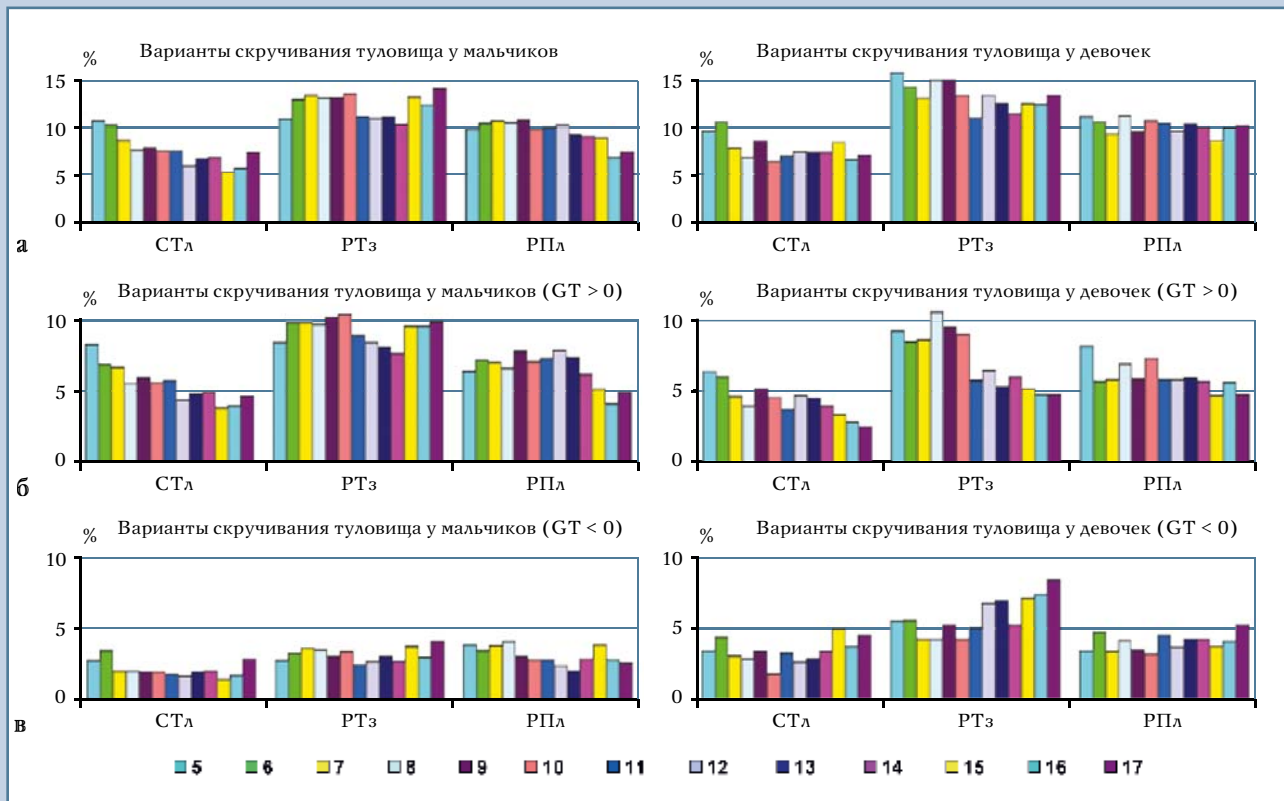 % Варианты скручивания туловища у мальчиков
15
10
5
0
СТл РТз РПл
а
Варианты скручивания туловища у девочек
%
15
10
5
0
СТл РТз РПл
% Варианты скручивания туловища у мальчиков (GT > 0)
10
5
0
СТл РТз РПл
б
% Варианты скручивания туловища у девочек (GT > 0)
10
5
0
СТл РТз РПл
% Варианты скручивания туловища у мальчиков (GT < 0)
10
5
0
СТл РТз РПл
в
% Варианты скручивания туловища у девочек (GT < 0)
10
5
0
СТл РТз РПл
5 6 7 8 9 10 11 12 13 14 15 16 17